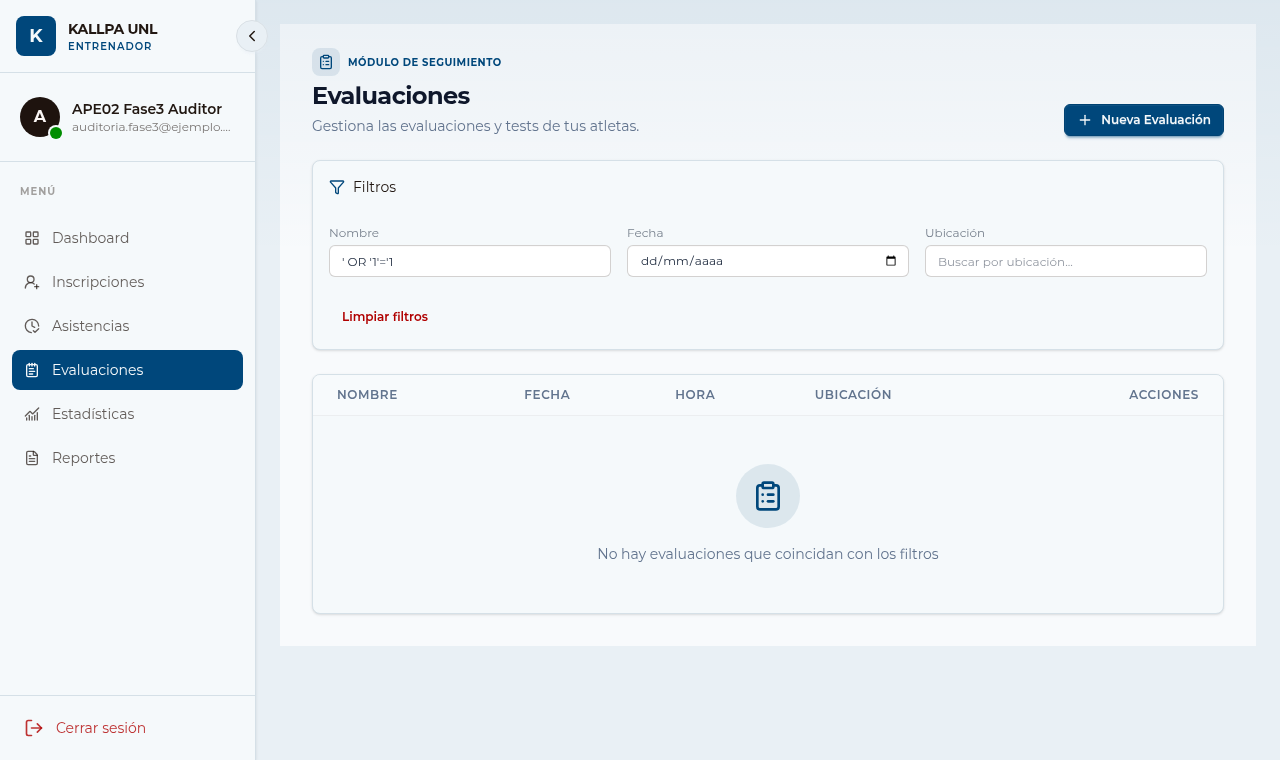 K
KALLPA UNL
ENTRENADOR
A
APE02 Fase3 Auditor
auditoria.fase3@ejemplo....
MENÚ
Dashboard
Inscripciones
Asistencias
Evaluaciones
Estadísticas
Reportes
Cerrar sesión
MÓDULO DE SEGUIMIENTO
Evaluaciones
Gestiona las evaluaciones y tests de tus atletas.
Nueva Evaluación
Filtros
Nombre
' OR '1'='1
Fecha
dd/mm/aaaa
Ubicación
Buscar por ubicación...
Limpiar filtros
NOMBRE FECHA HORA UBICACIÓN ACCIONES
No hay evaluaciones que coincidan con los filtros